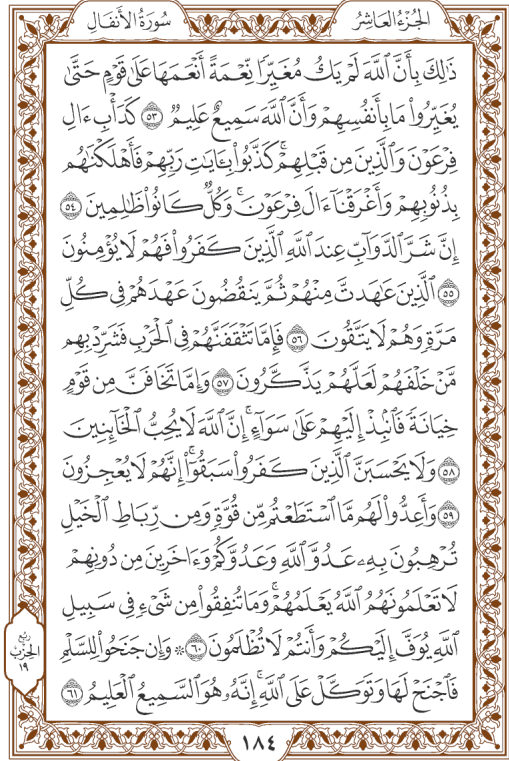 الجزء العاشر
سورة الأنفال
ذَٰلِكَ بِأَنَّ ٱللَّهَ لَمْ يَكُ مُغَيِّرًا نِّعْمَةً أَنْعَمَهَا عَلَىٰ قَوْمٍ حَتَّىٰ
يُغَيِّرُوا۟ مَا بِأَنفُسِهِمْ وَأَنَّ ٱللَّهَ سَمِيعٌ عَلِيمٌ ٥٣ كَدَأْبِ ءَالِ
فِرْعَوْنَ وَٱلَّذِينَ مِن قَبْلِهِمْ ۚ كَذَّبُوا۟ بِـَٔايَٰتِ رَبِّهِمْ فَأَهْلَكْنَٰهُم
بِذُنُوبِهِمْ وَأَغْرَقْنَآ ءَالَ فِرْعَوْنَ ۚ وَكُلٌّ كَانُوا۟ ظَٰلِمِينَ ٥٤
إِنَّ شَرَّ ٱلدَّوَآبِّ عِندَ ٱللَّهِ ٱلَّذِينَ كَفَرُوا۟ فَهُمْ لَا يُؤْمِنُونَ
٥٥ ٱلَّذِينَ عَٰهَدتَّ مِنْهُمْ ثُمَّ يَنقُضُونَ عَهْدَهُمْ فِى كُلِّ
مَرَّةٍ وَهُمْ لَا يَتَّقُونَ ٥٦ فَإِمَّا تَثْقَفَنَّهُمْ فِى ٱلْحَرْبِ فَشَرِّدْ بِهِم
مَّنْ خَلْفَهُمْ لَعَلَّهُمْ يَذَّكَّرُونَ ٥٧ وَإِمَّا تَخَافَنَّ مِن قَوْمٍ
خِيَانَةً فَٱنۢبِذْ إِلَيْهِمْ عَلَىٰ سَوَآءٍ ۚ إِنَّ ٱللَّهَ لَا يُحِبُّ ٱلْخَآئِنِينَ
٥٨ وَلَا يَحْسَبَنَّ ٱلَّذِينَ كَفَرُوا۟ سَبَقُوٓا۟ ۚ إِنَّهُمْ لَا يُعْجِزُونَ
٥٩ وَأَعِدُّوا۟ لَهُم مَّا ٱسْتَطَعْتُم مِّن قُوَّةٍ وَمِن رِّبَاطِ ٱلْخَيْلِ
تُرْهِبُونَ بِهِۦ عَدُوَّ ٱللَّهِ وَعَدُوَّكُمْ وَءَاخَرِينَ مِن دُونِهِمْ
لَا تَعْلَمُونَهُمُ ٱللَّهُ يَعْلَمُهُمْ ۚ وَمَا تُنفِقُوا۟ مِن شَىْءٍ فِى سَبِيلِ
ٱللَّهِ يُوَفَّ إِلَيْكُمْ وَأَنتُمْ لَا تُظْلَمُونَ ٦٠ ۞ وَإِن جَنَحُوا۟ لِلسَّلْمِ
فَٱجْنَحْ لَهَا وَتَوَكَّلْ عَلَى ٱللَّهِ ۚ إِنَّهُۥ هُوَ ٱلسَّمِيعُ ٱلْعَلِيمُ ٦١
ربع
الحزب
١٩
١٨٤